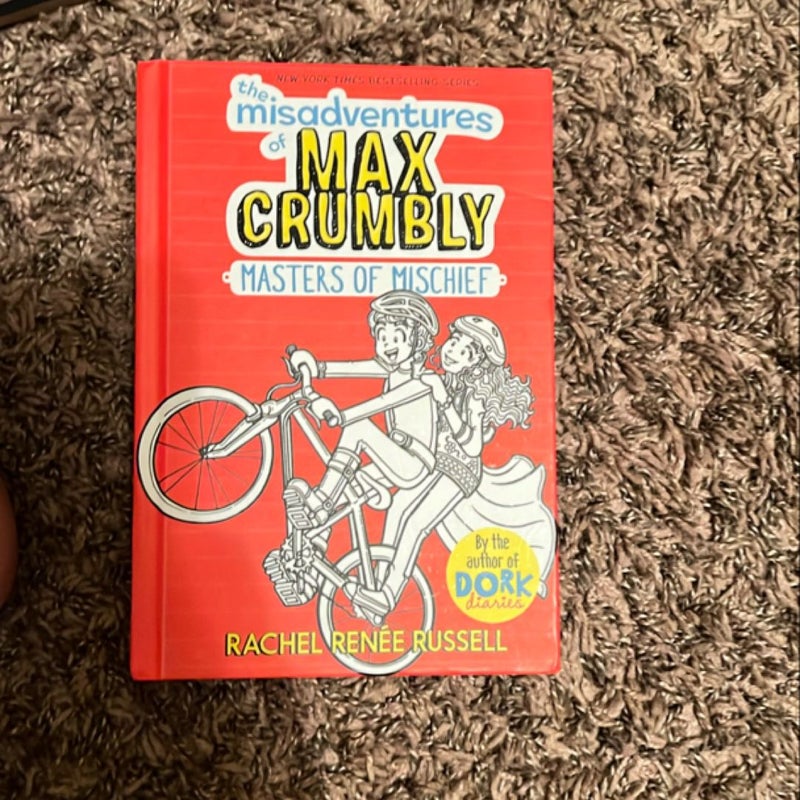 NEW YORK TIMES BESTSELLING SERIES
the
misadventures
of
MAX
CRUMBLY
MASTERS OF MISCHIEF
By the
author of
DORK
diaries
RACHEL RENÉE RUSSELL